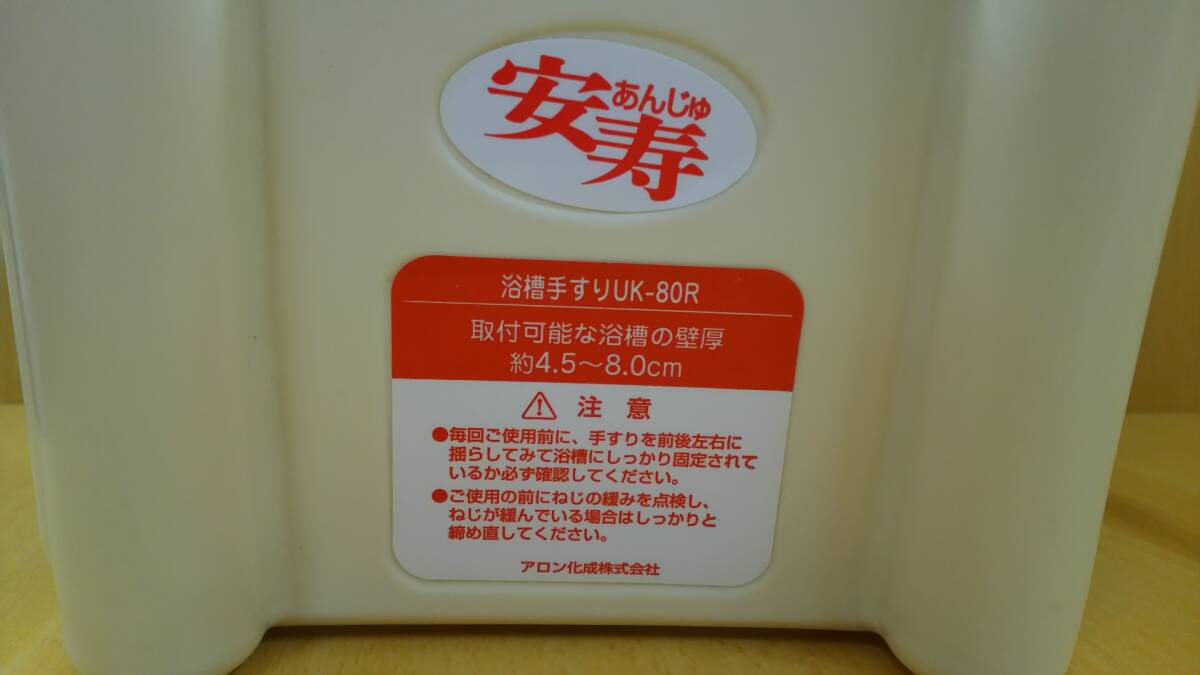 あんじゅ
安寿
浴槽手すりUK-80R
取付可能な浴槽の壁厚
約4.5～8.0cm
注 意
●毎回ご使用前に、手すりを前後左右に
揺らしてみて浴槽にしっかり固定されて
いるか必ず確認してください。
●ご使用の前にねじの緩みを点検し、
ねじが緩んでいる場合はしっかりと
締め直してください。
アロン化成株式会社